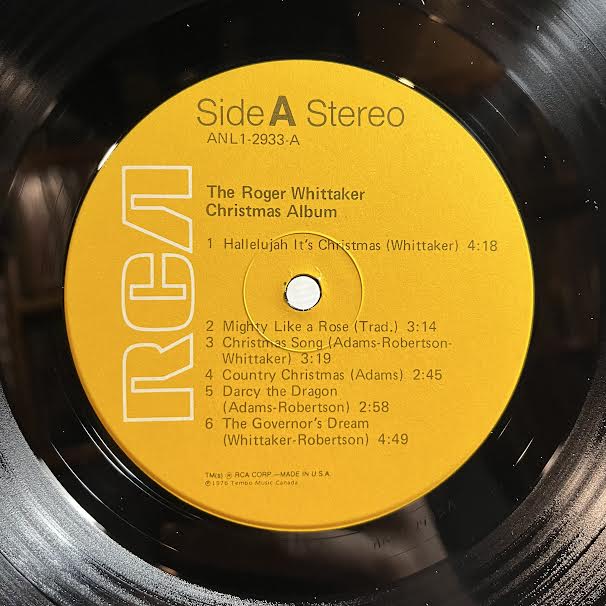 Side A Stereo
ANL1-2933-A
RCA
The Roger Whittaker
Christmas Album
1 Hallelujah It's Christmas (Whittaker) 4:18
2 Mighty Like a Rose (Trad.) 3:14
3 Christmas Song (Adams-Robertson-
Whittaker) 3:19
4 Country Christmas (Adams) 2:45
5 Darcy the Dragon
(Adams-Robertson) 2:58
6 The Governor's Dream
(Whittaker-Robertson) 4:49
TM(s) ® RCA CORP.—MADE IN U.S.A.
℗1976 Tembo Music Canada